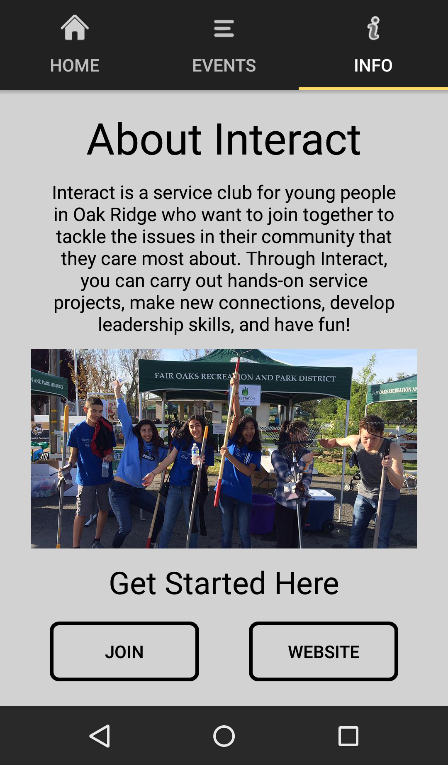 HOME
EVENTS
INFO
About Interact
Interact is a service club for young people
in Oak Ridge who want to join together to
tackle the issues in their community that
they care most about. Through Interact,
you can carry out hands-on service
projects, make new connections, develop
leadership skills, and have fun!
FAIR OAKS RECREATION AND PARK DISTRICT
Get Started Here
JOIN
WEBSITE